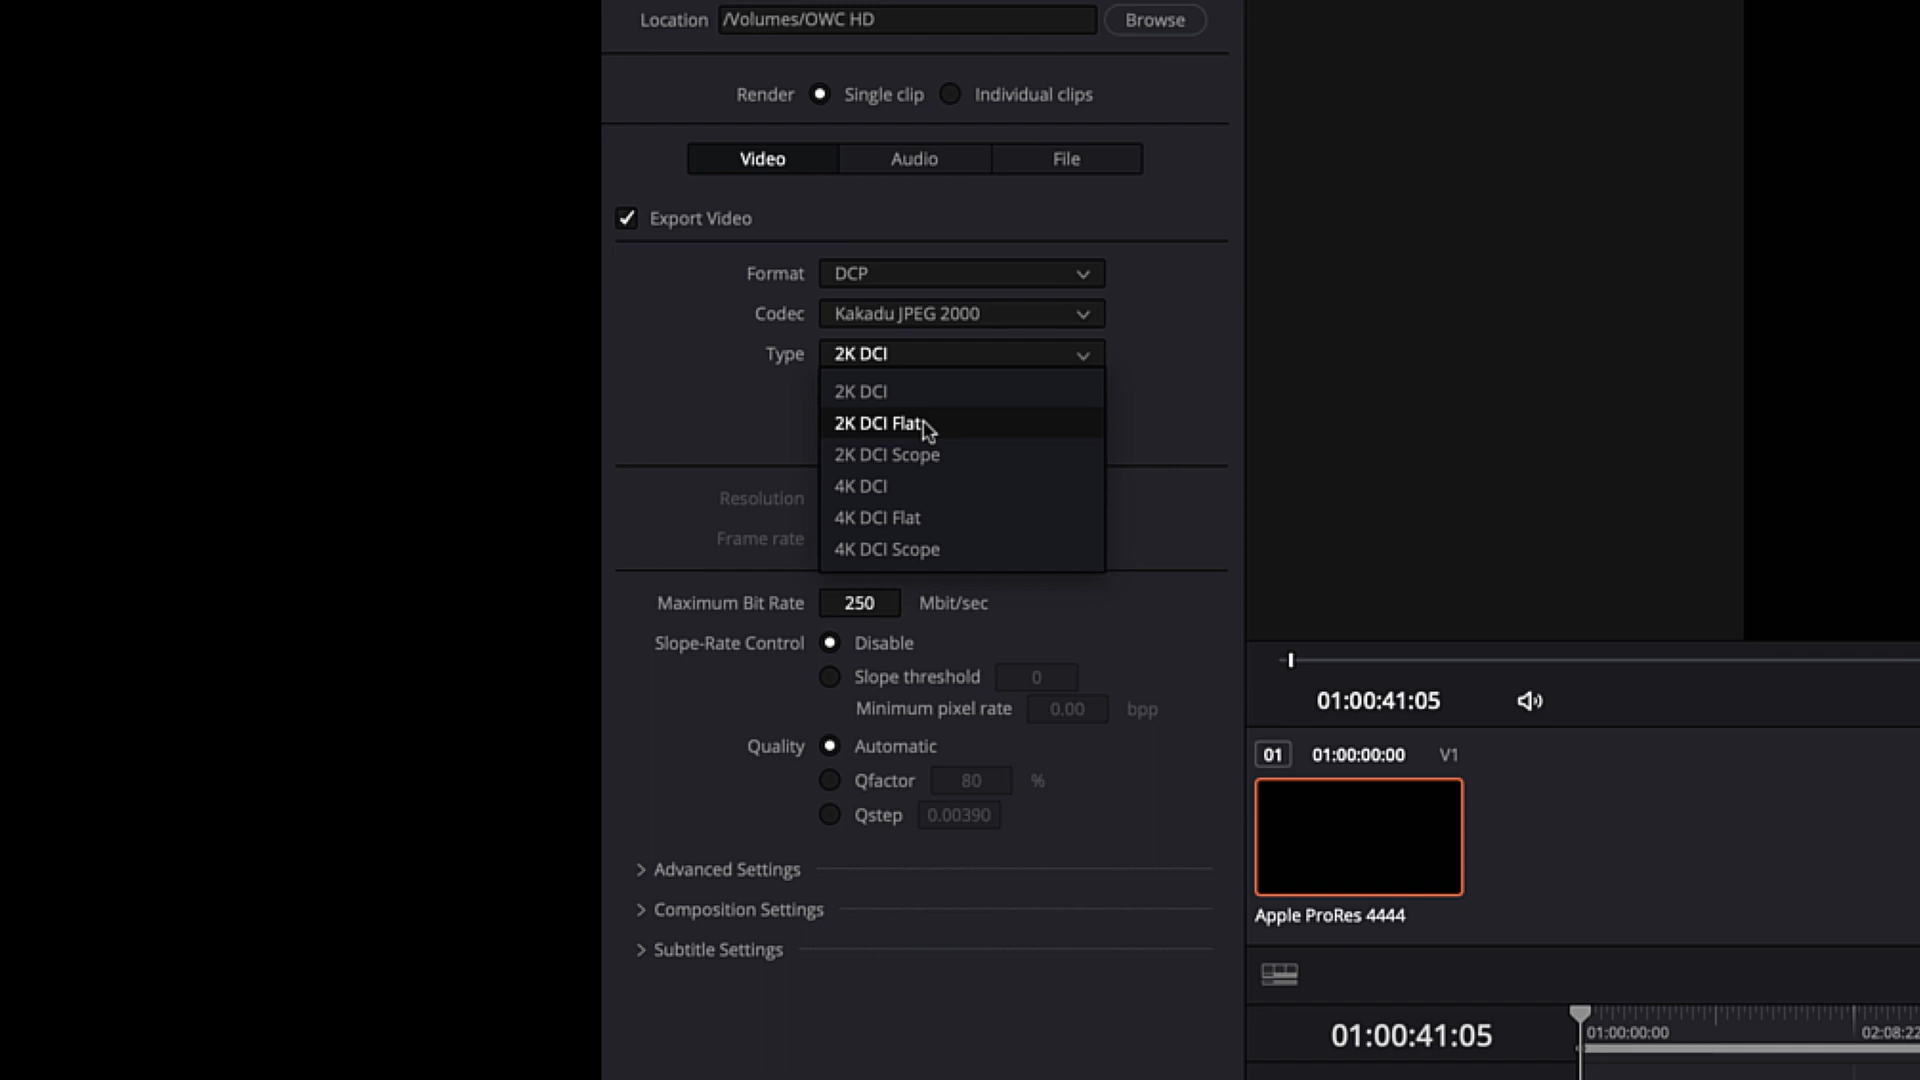 Location /Volumes/OWC HD Browse
Render Single clip Individual clips
Video Audio File
Export Video
Format DCP
Codec Kakadu JPEG 2000
Type 2K DCI
2K DCI
2K DCI Flat
2K DCI Scope
4K DCI
4K DCI Flat
4K DCI Scope
Resolution
Frame rate
Maximum Bit Rate 250 Mbit/sec
Slope-Rate Control Disable
Slope threshold 0
Minimum pixel rate 0.00 bpp
Quality Automatic
Qfactor 80 %
Qstep 0.00390
Advanced Settings
Composition Settings
Subtitle Settings
01:00:41:05
01 01:00:00:00 V1
Apple ProRes 4444
01:00:41:05
01:00:00:00
02:08:22